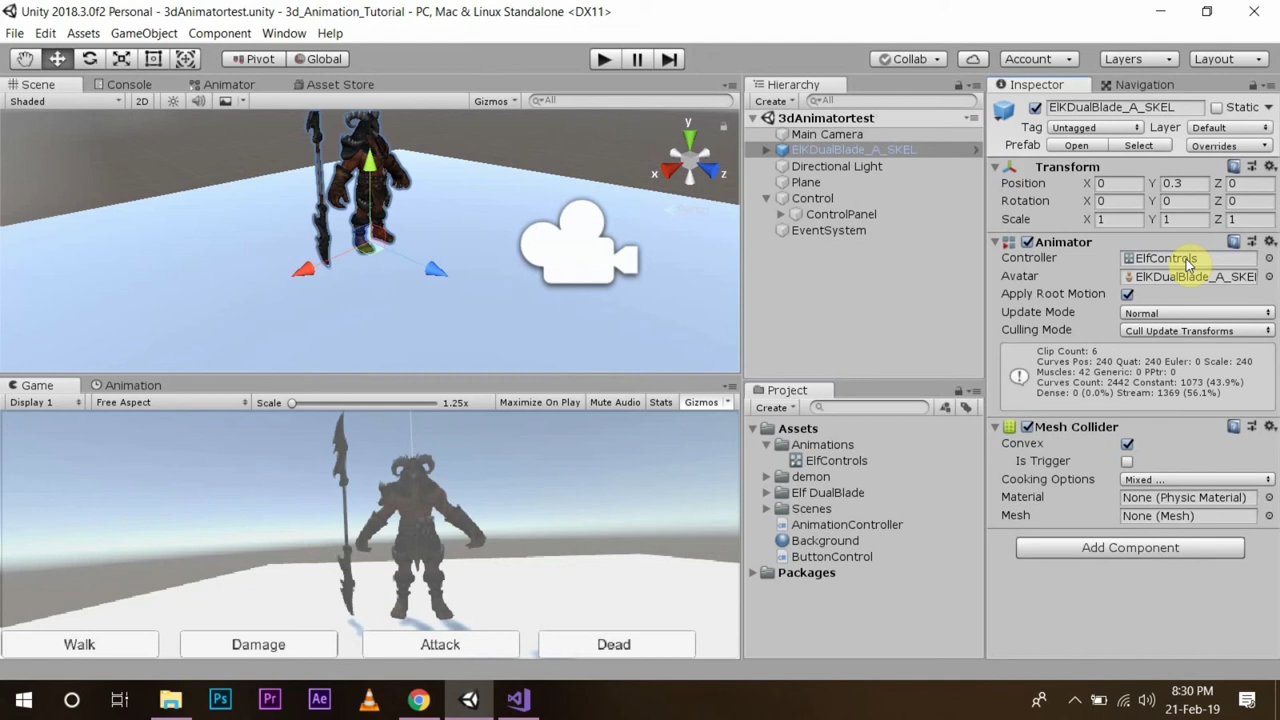 Unity 2018.3.0f2 Personal - 3dAnimatortest.unity - 3d_Animation_Tutorial - PC, Mac & Linux Standalone <DX11>
File Edit Assets GameObject Component Window Help
Pivot Global Collab Account Layers Layout
Scene Console Animator Asset Store
Shaded 2D Gizmos All
y
x z
Hierarchy
Create All
3dAnimatortest
Main Camera
ElKDualBlade_A_SKEL
Directional Light
Plane
Control
ControlPanel
EventSystem
Inspector Navigation
ElKDualBlade_A_SKEL Static
Tag Untagged Layer Default
Prefab Open Select Overrides
Transform
Position X 0 Y 0.3 Z 0
Rotation X 0 Y 0 Z 0
Scale X 1 Y 1 Z 1
Animator
Controller ElfControls
Avatar ElKDualBlade_A_SKEl
Apply Root Motion
Update Mode Normal
Culling Mode Cull Update Transforms
Clip Count: 6
Curves Pos: 240 Quat: 240 Euler: 0 Scale: 240
Muscles: 42 Generic: 0 PPtr: 0
Curves Count: 2442 Constant: 1073 (43.9%)
Dense: 0 (0.0%) Stream: 1369 (56.1%)
Mesh Collider
Convex
Is Trigger
Cooking Options Mixed ...
Material None (Physic Material)
Mesh None (Mesh)
Add Component
Game Animation
Display 1 Free Aspect Scale 1.25x Maximize On Play Mute Audio Stats Gizmos
Walk Damage Attack Dead
Project
Create
Assets
Animations
ElfControls
demon
Elf DualBlade
Scenes
AnimationController
Background
ButtonControl
Packages
Ps Pr Ae
8:30 PM
21-Feb-19